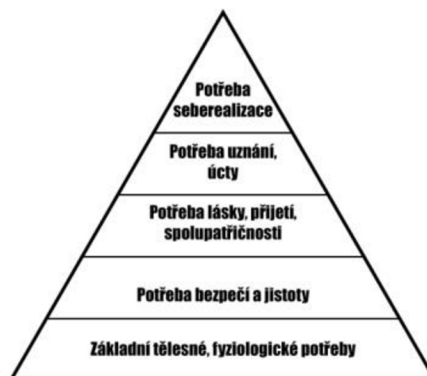 Potřeba
seberealizace
Potřeba uznání,
úcty
Potřeba lásky, přijetí,
spolupatřičnosti
Potřeba bezpečí a jistoty
Základní tělesné, fyziologické potřeby